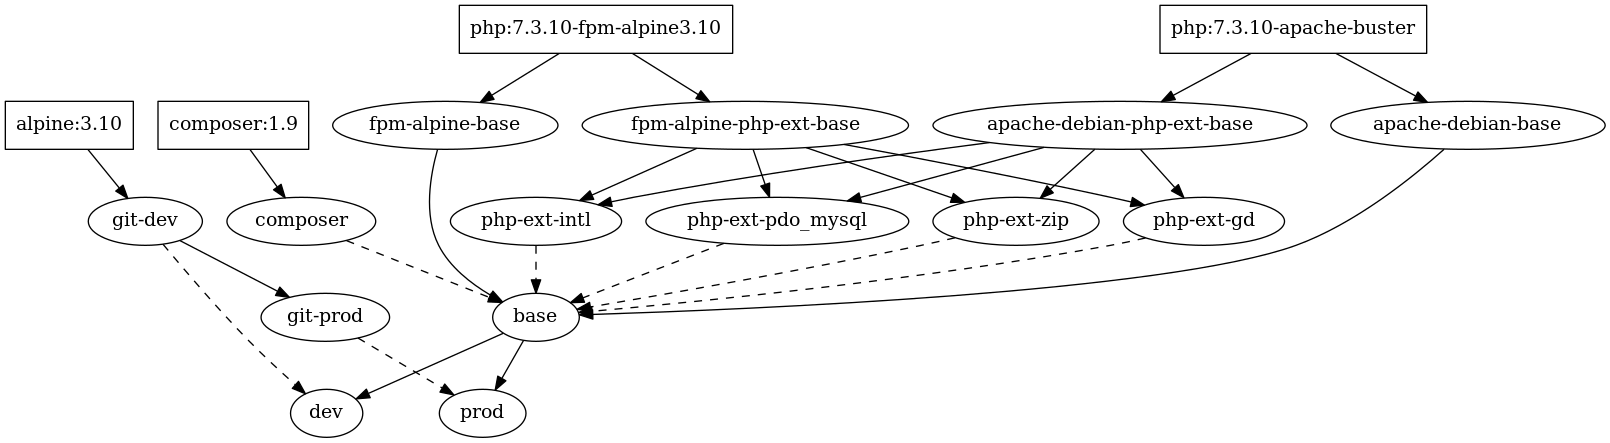 php:7.3.10-fpm-alpine3.10
php:7.3.10-apache-buster
alpine:3.10
composer:1.9
fpm-alpine-base
fpm-alpine-php-ext-base
apache-debian-php-ext-base
apache-debian-base
git-dev
composer
php-ext-intl
php-ext-pdo_mysql
php-ext-zip
php-ext-gd
git-prod
base
dev
prod